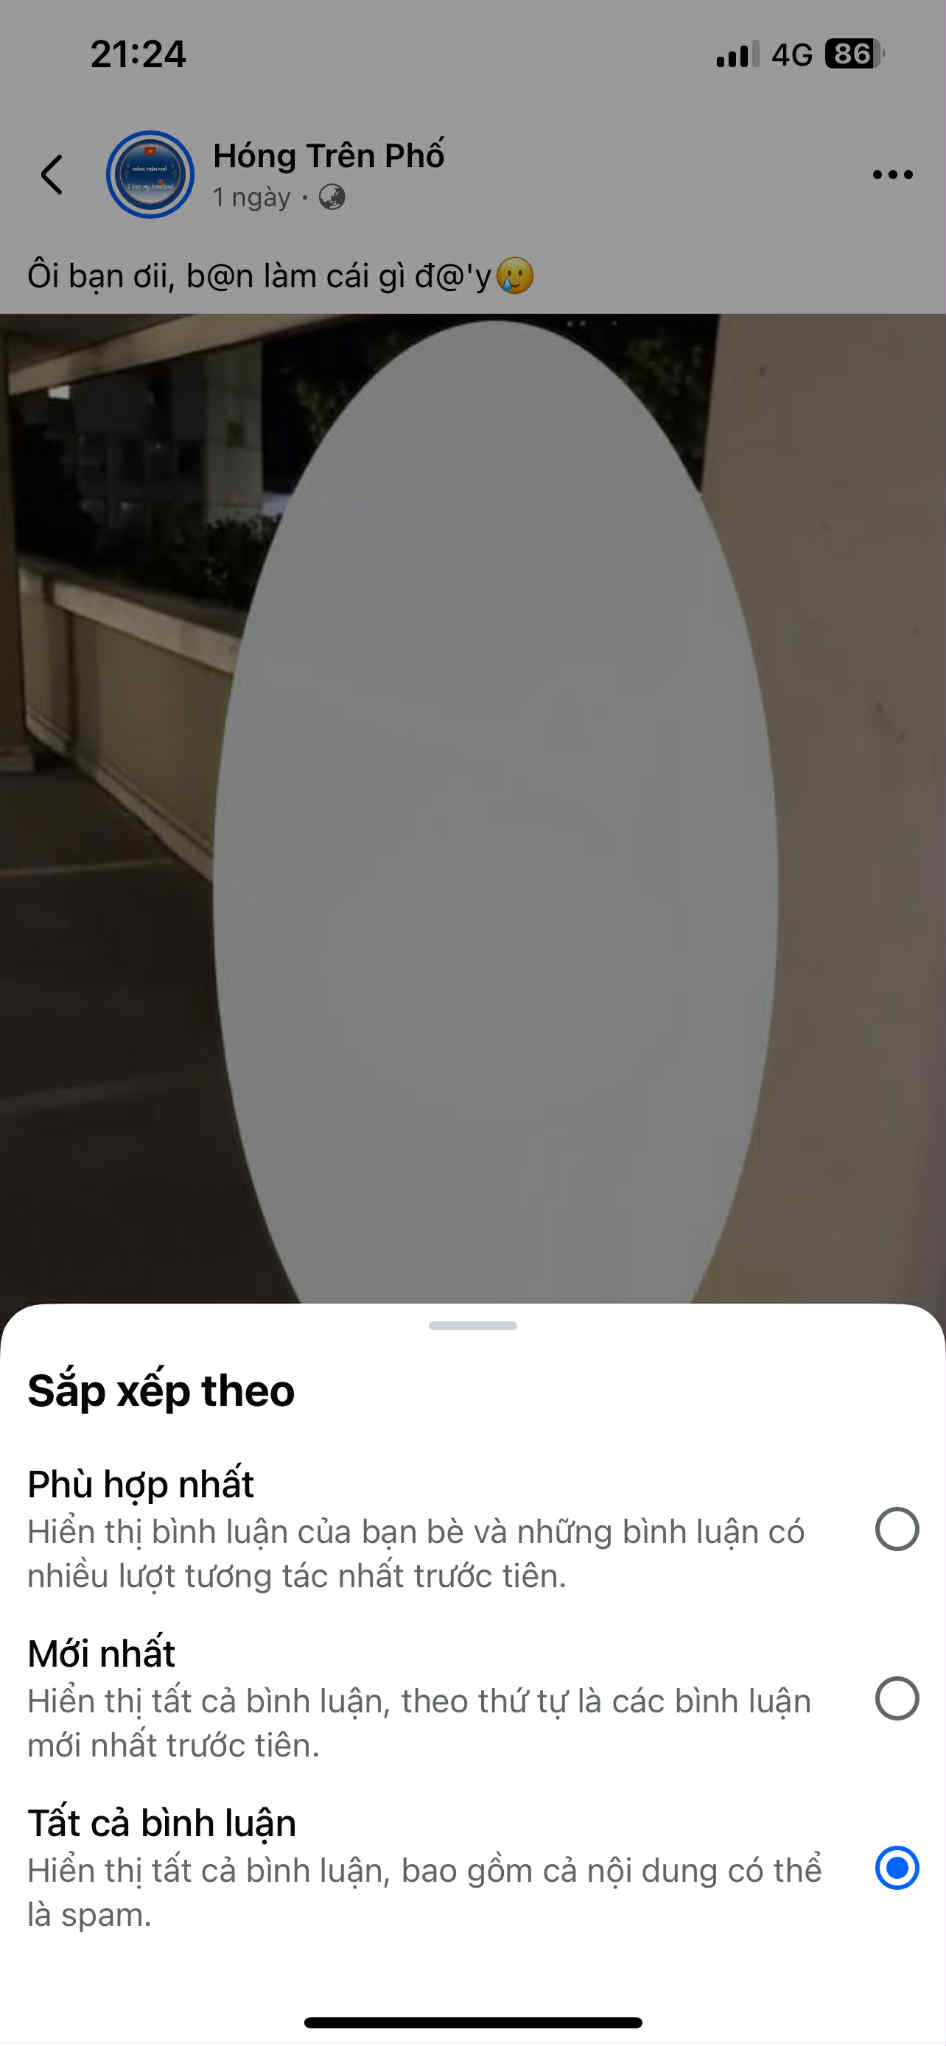 21:24
4G 86
Hóng Trên Phố
1 ngày ·
Ôi bạn ơii, b@n làm cái gì đ@'y🥲
Sắp xếp theo
Phù hợp nhất
Hiển thị bình luận của bạn bè và những bình luận có
nhiều lượt tương tác nhất trước tiên.
Mới nhất
Hiển thị tất cả bình luận, theo thứ tự là các bình luận
mới nhất trước tiên.
Tất cả bình luận
Hiển thị tất cả bình luận, bao gồm cả nội dung có thể
là spam.